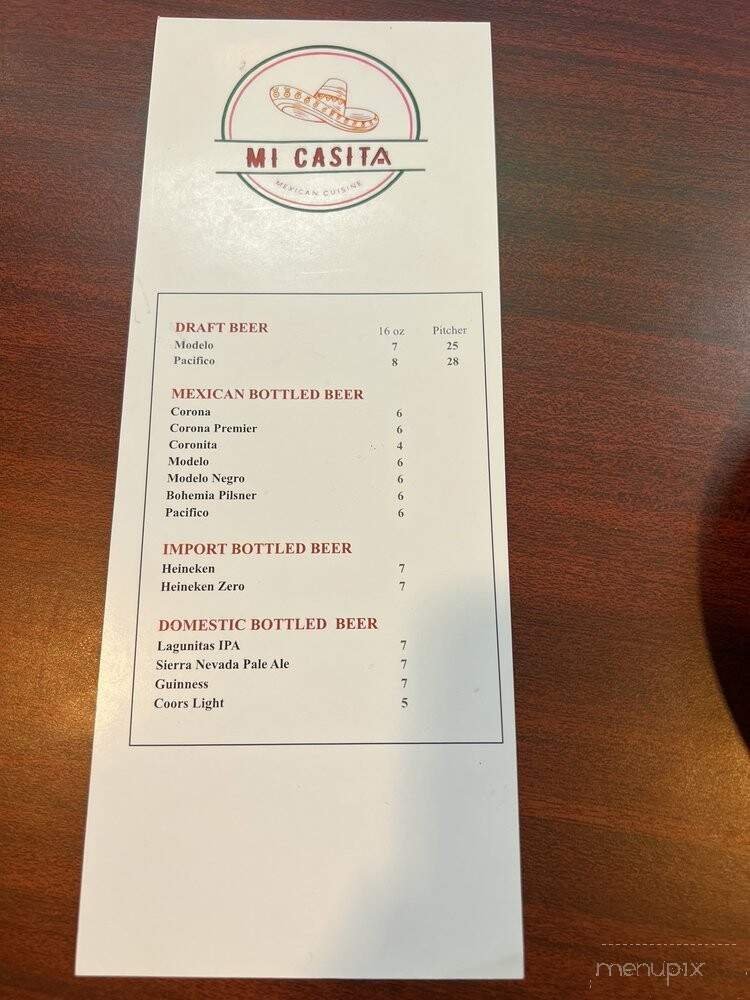 MI CASITA
MEXICAN CUISINE
DRAFT BEER 16 oz Pitcher
Modelo 7 25
Pacifico 8 28
MEXICAN BOTTLED BEER
Corona 6
Corona Premier 6
Coronita 4
Modelo 6
Modelo Negro 6
Bohemia Pilsner 6
Pacifico 6
IMPORT BOTTLED BEER
Heineken 7
Heineken Zero 7
DOMESTIC BOTTLED BEER
Lagunitas IPA 7
Sierra Nevada Pale Ale 7
Guinness 7
Coors Light 5
menupix